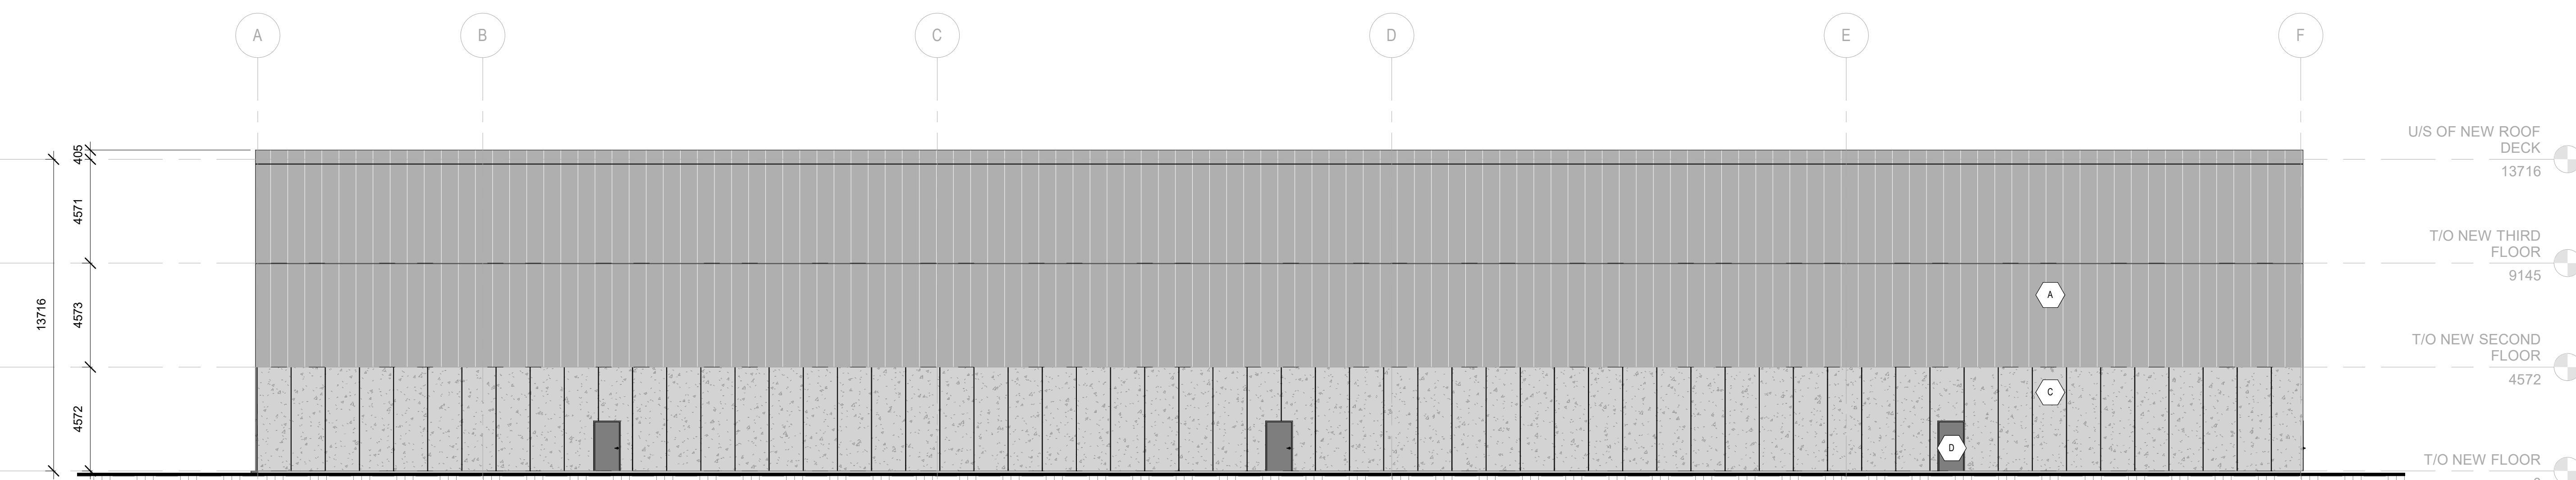 A
B
C
D
E
F
405
4571
4573
4572
13716
U/S OF NEW ROOF
DECK
13716
T/O NEW THIRD
FLOOR
9145
A
T/O NEW SECOND
FLOOR
4572
C
D
T/O NEW FLOOR